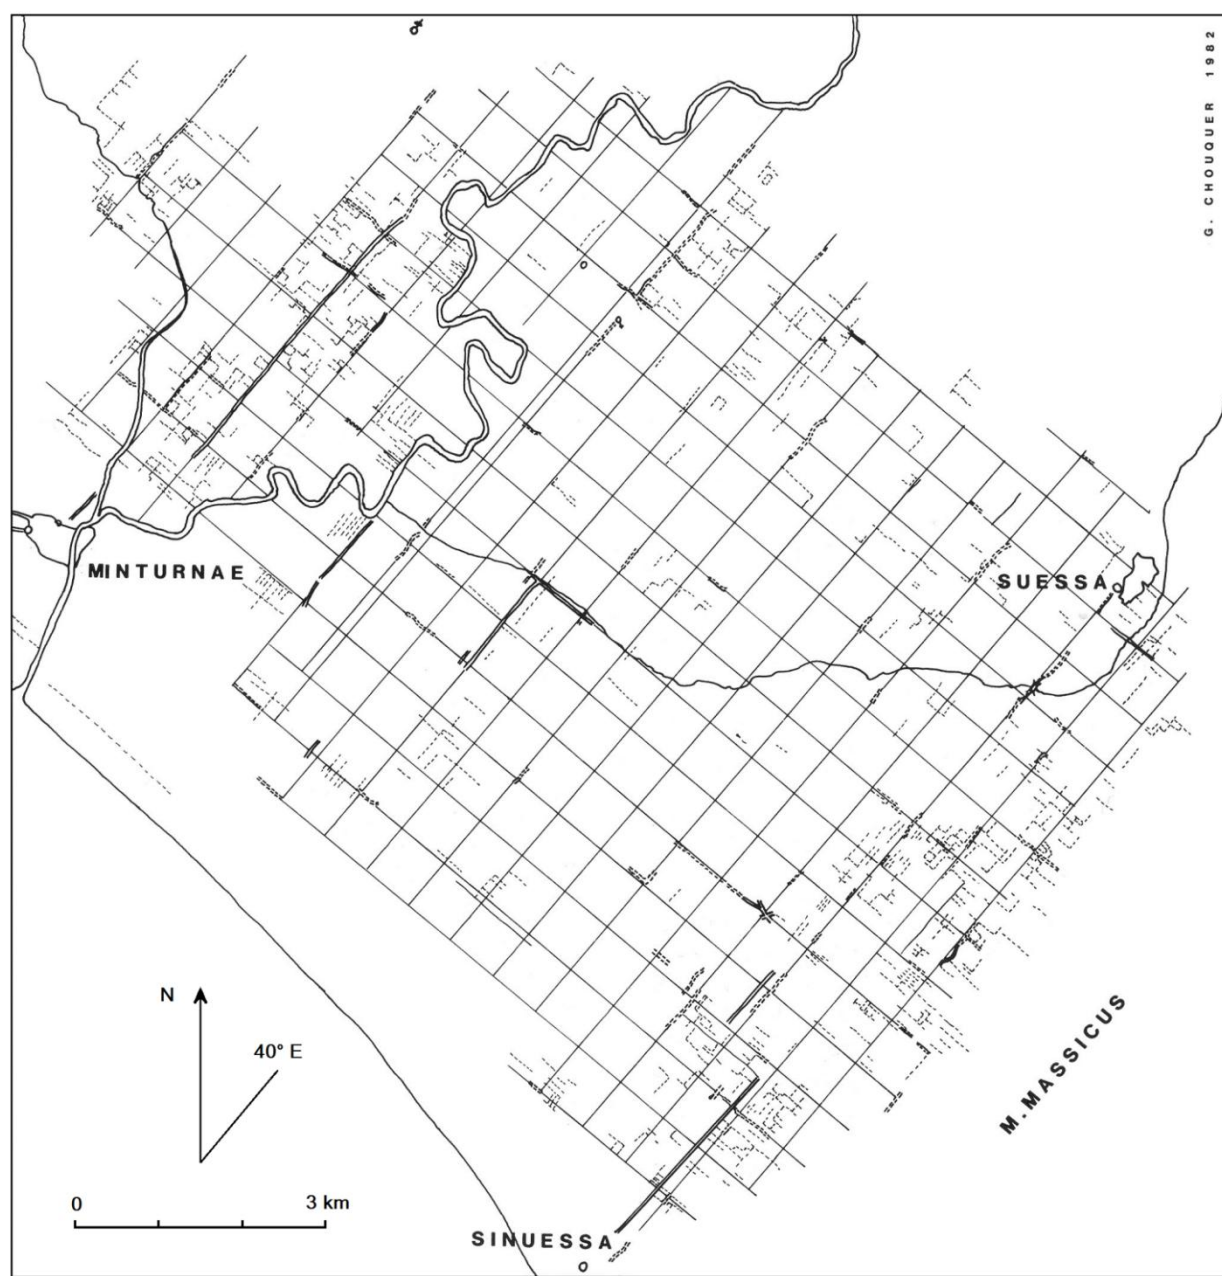 G. CHOUQUER 1982
MINTURNAE
SUESSA
N
40° E
M. MASSICUS
0 3 km
SINUESSA